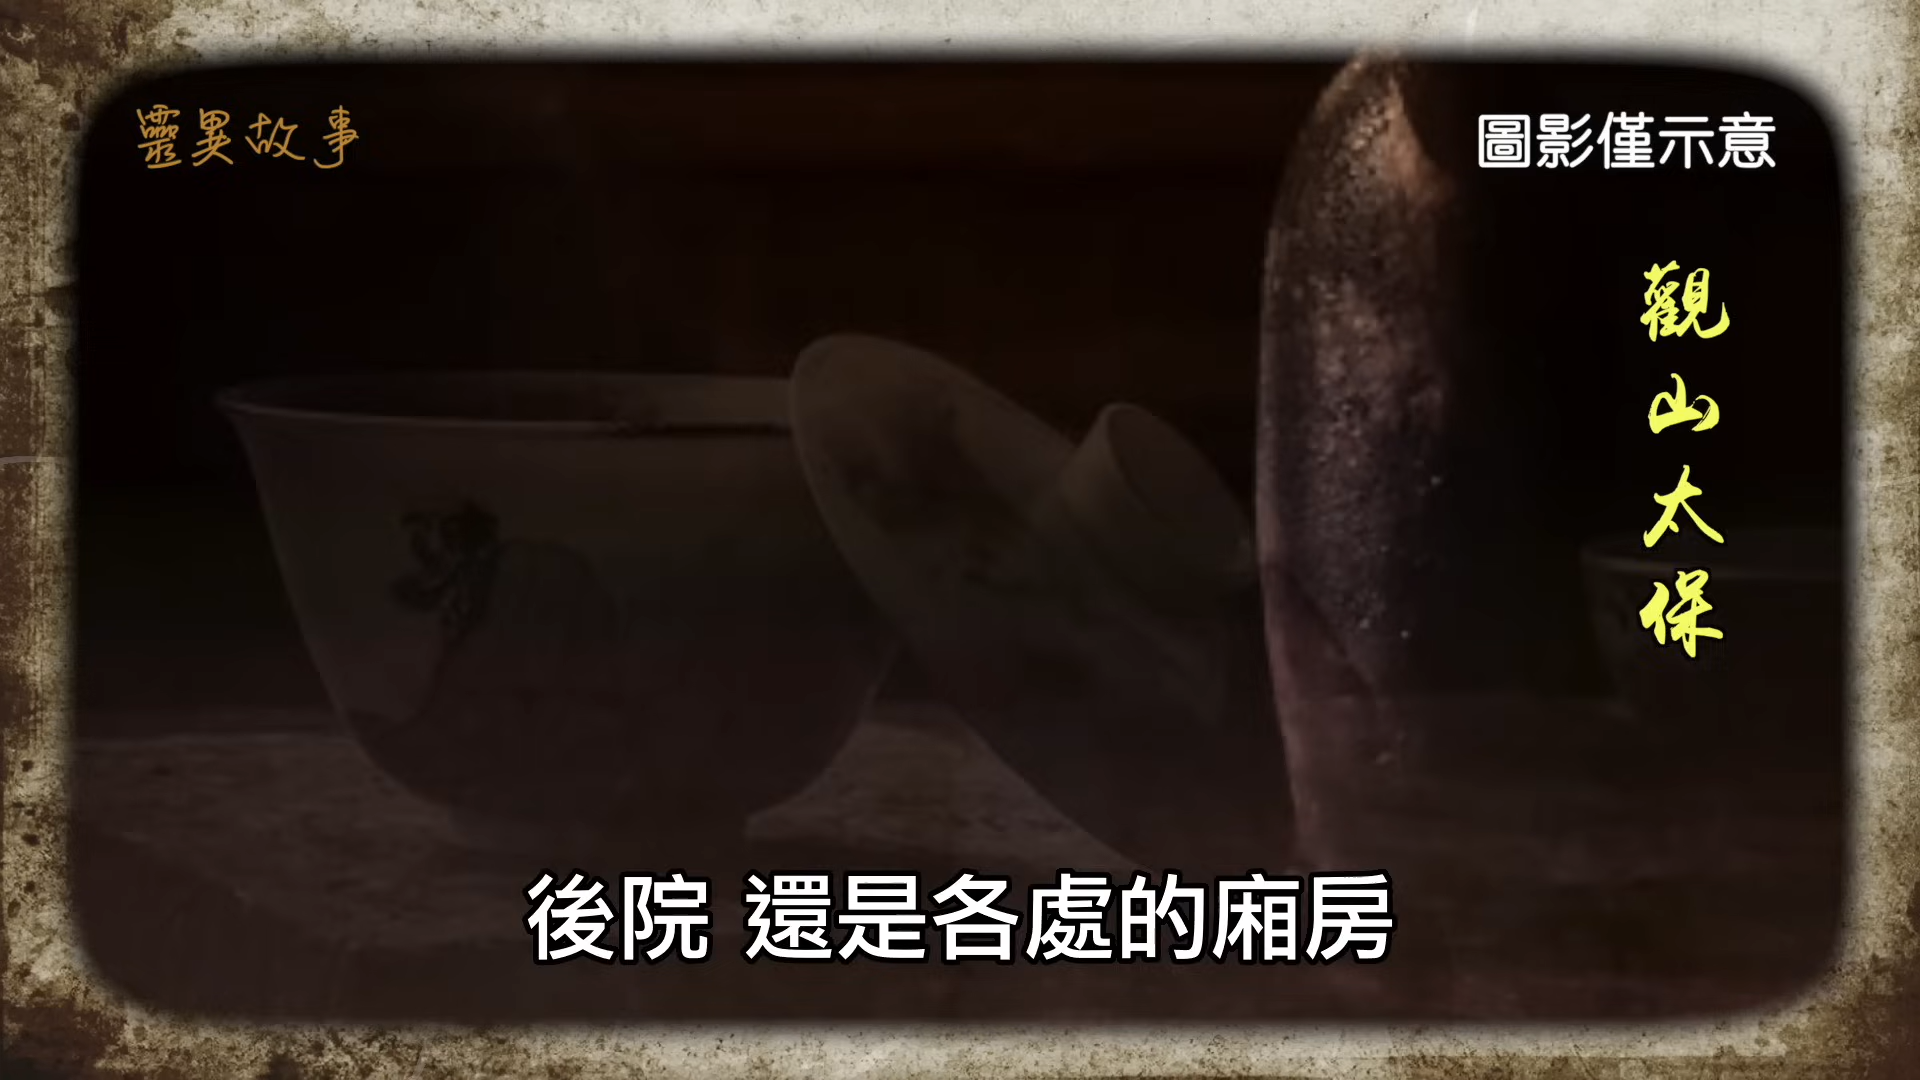 靈異故事
圖影僅示意
觀山太保
後院 還是各處的廂房